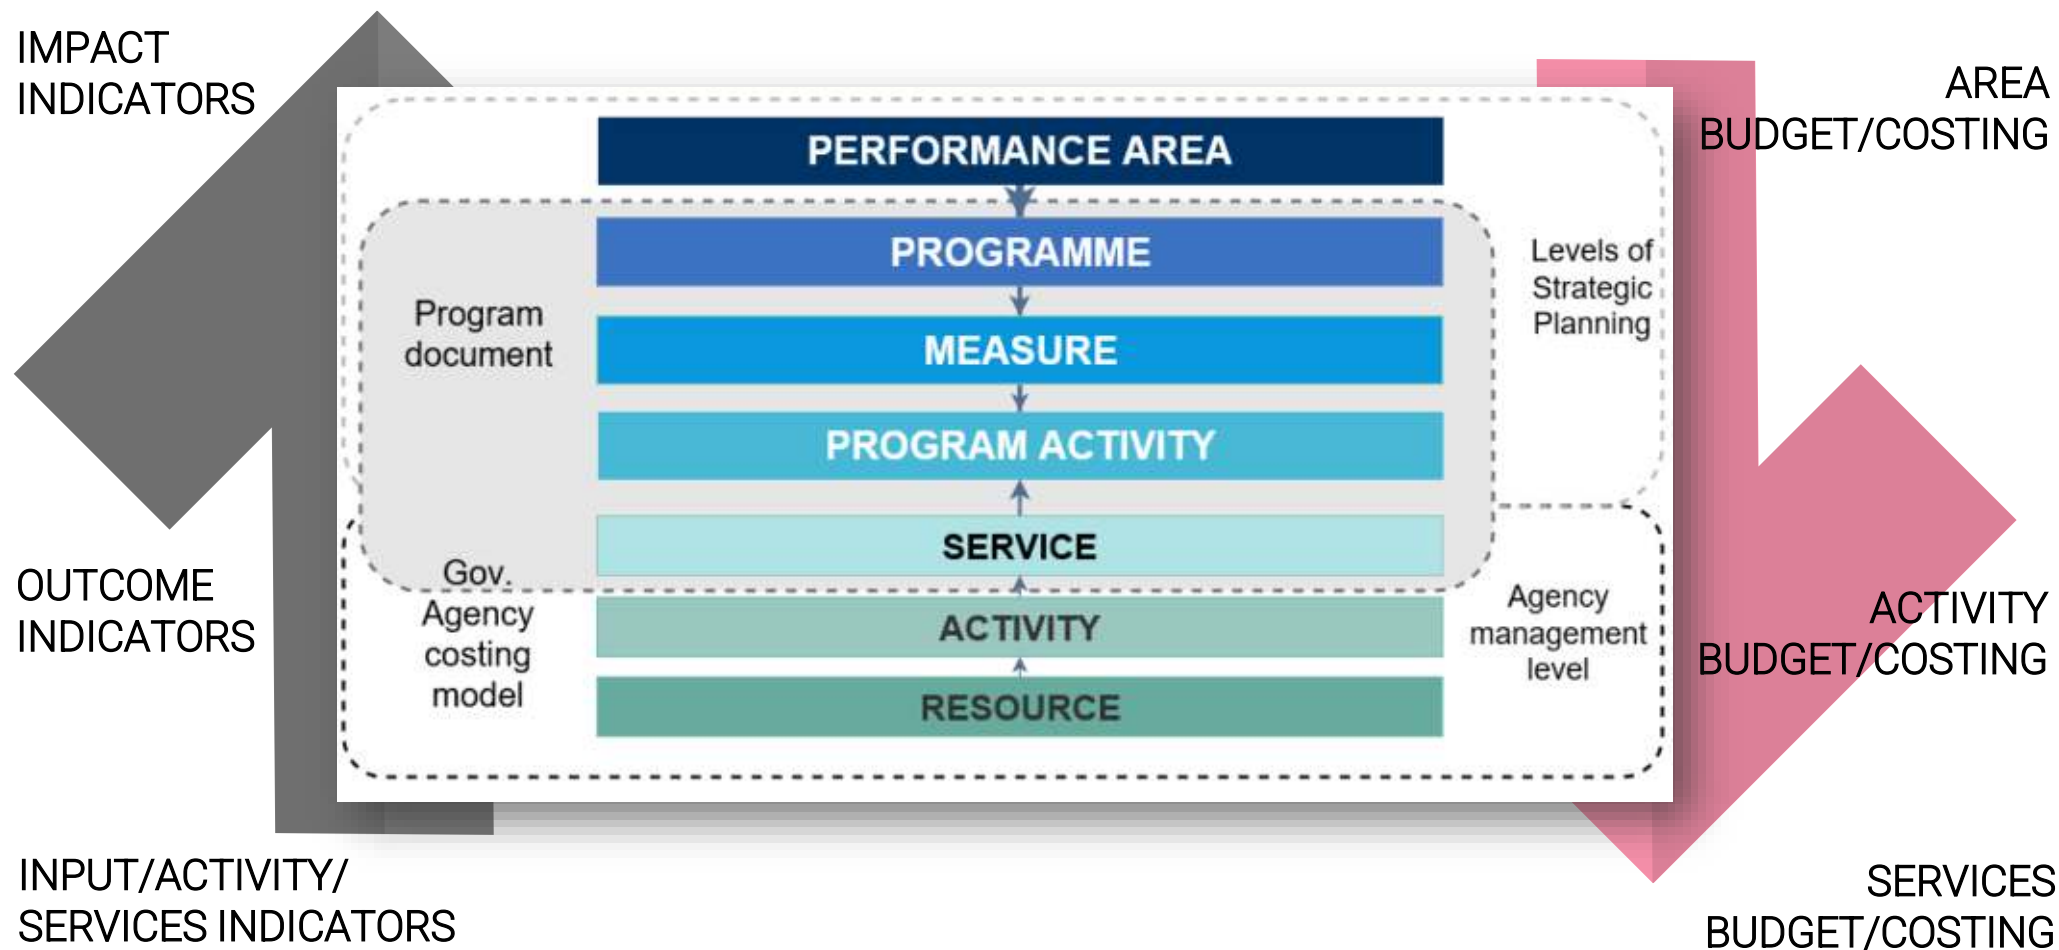 IMPACT
INDICATORS
AREA
BUDGET/COSTING
PERFORMANCE AREA
PROGRAMME
Levels of
Strategic
Planning
Program
document
MEASURE
PROGRAM ACTIVITY
SERVICE
Gov.
Agency
costing
model
ACTIVITY
Agency
management
level
RESOURCE
OUTCOME
INDICATORS
ACTIVITY
BUDGET/COSTING
INPUT/ACTIVITY/
SERVICES INDICATORS
SERVICES
BUDGET/COSTING